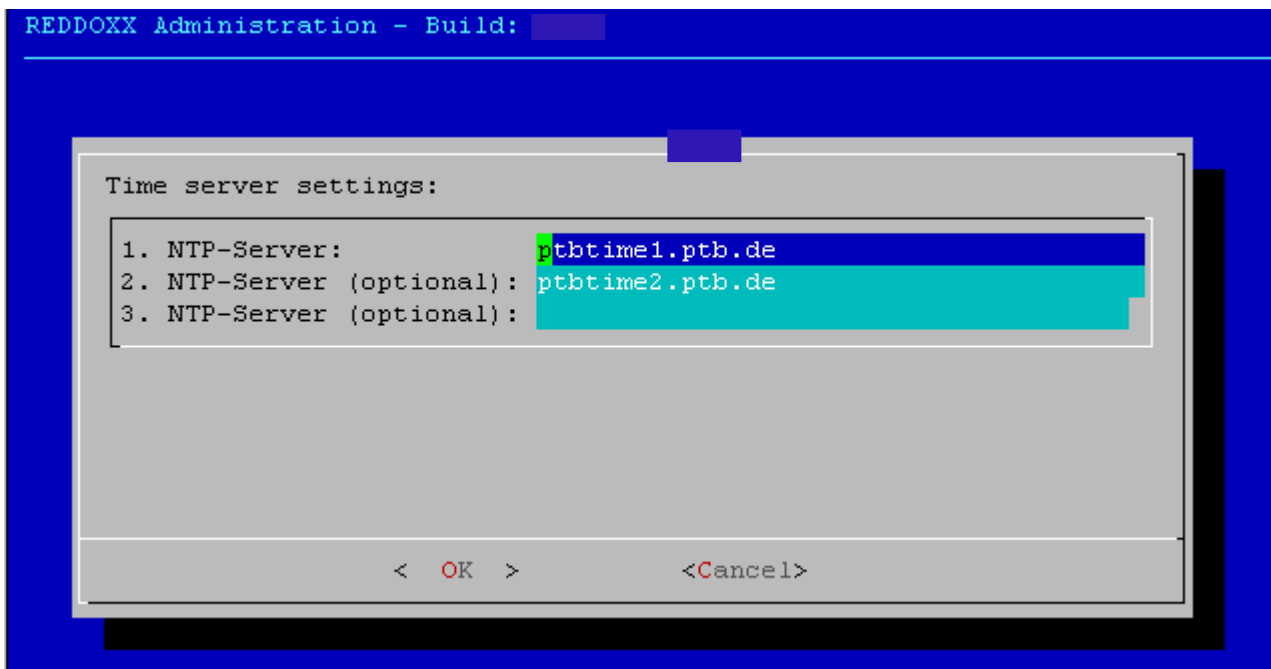 REDDOXX Administration - Build:
Time server settings:
1. NTP-Server: ptbtime1.ptb.de
2. NTP-Server (optional): ptbtime2.ptb.de
3. NTP-Server (optional):
< OK > <Cancel>